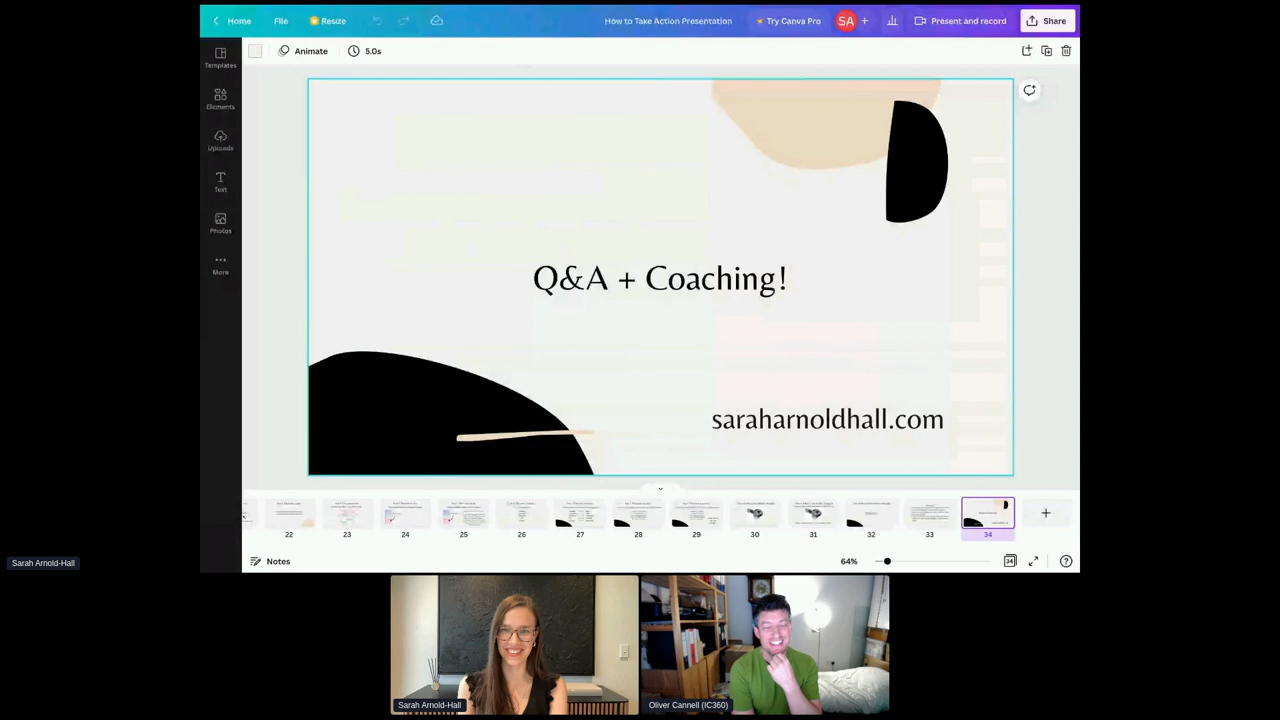 Home File Resize How to Take Action Presentation Try Canva Pro SA + Present and record Share
Animate 5.0s
Templates
Elements
Uploads
Text
Photos
More
Q&A + Coaching!
saraharnoldhall.com
22 23 24 25 26 27 28 29 30 31 32 33 34
Notes 64% 34 ?
Sarah Arnold-Hall
Sarah Arnold-Hall
Oliver Cannell (IC360)